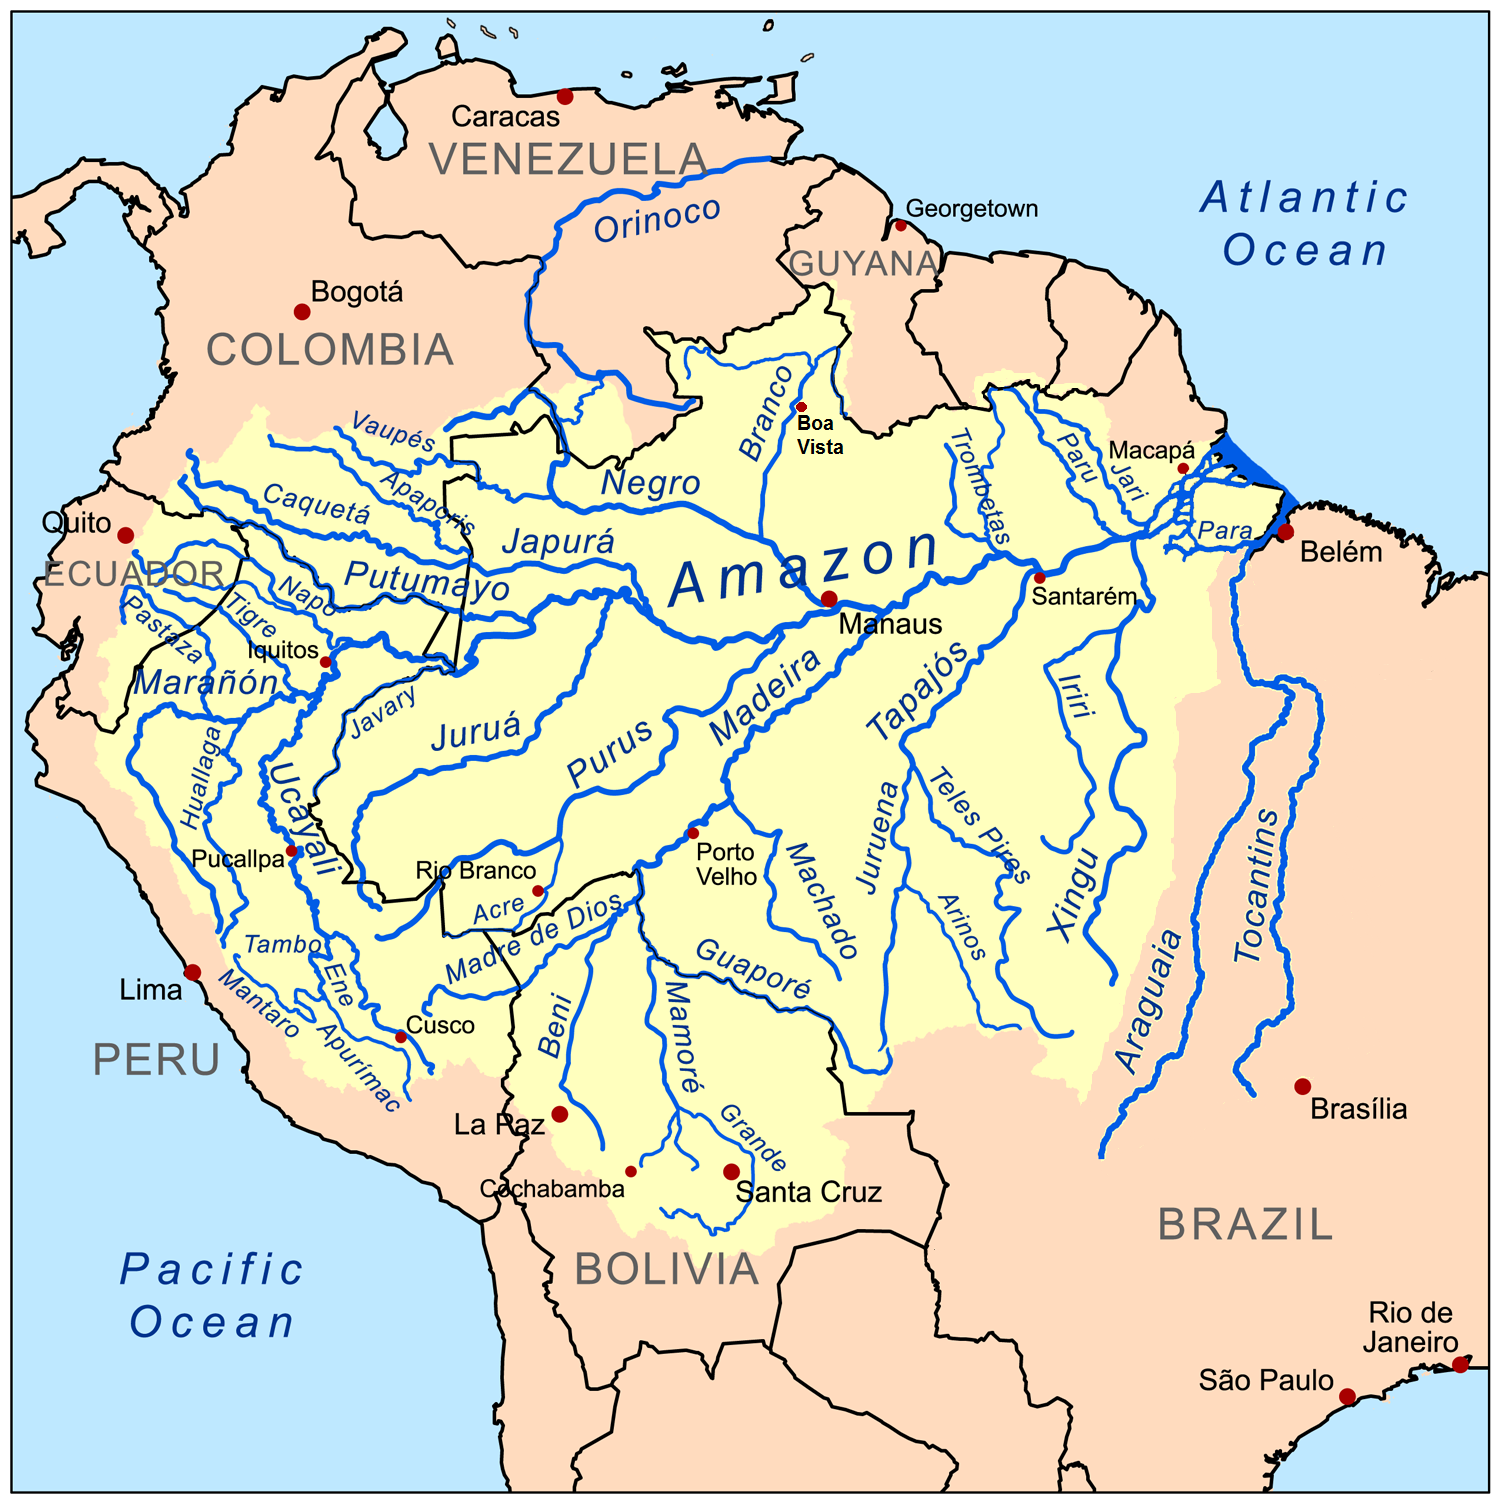 Caracas
VENEZUELA
Orinoco
Atlantic
Ocean
Georgetown
GUYANA
Bogotá
COLOMBIA
Branco
Boa
Vista
Vaupés
Apaporis
Caquetá
Negro
Trombetas
Paru
Jari
Macapá
Para
Belém
Quito
ECUADOR
Japurá
Putumayo
Amazon
Napo
Tigre
Pastaza
Iquitos
Marañón
Manaus
Santarém
Javary
Juruá
Purus
Madeira
Tapajós
Iriri
Huallaga
Ucayali
Pucallpa
Rio Branco
Acre
Porto
Velho
Machado
Juruena
Teles Pires
Arinos
Xingu
Araguaia
Tocantins
Tambo
Ene
Mantaro
Apurímac
Madre de Dios
Guaporé
Lima
Cusco
PERU
Beni
Mamoré
Grande
La Paz
Cochabamba
Santa Cruz
Brasília
BRAZIL
BOLIVIA
Pacific
Ocean
Rio de
Janeiro
São Paulo